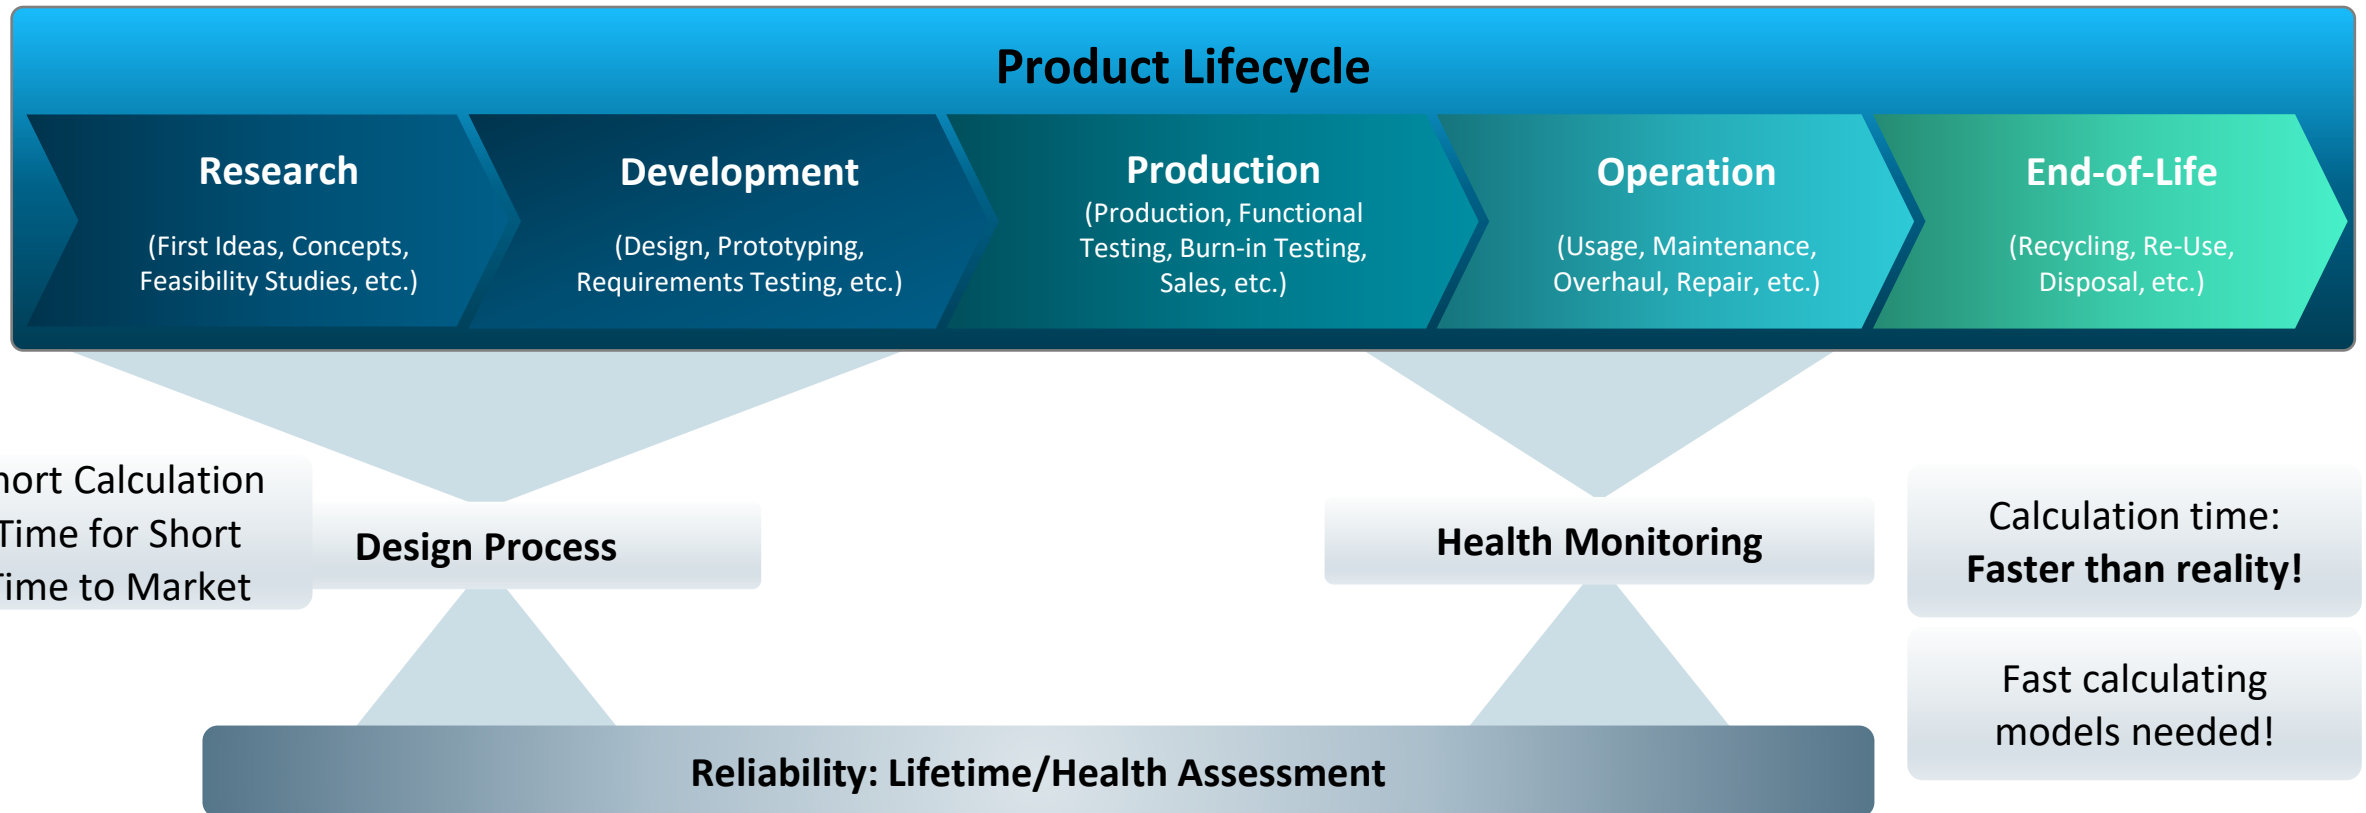 Product Lifecycle
Research
(First Ideas, Concepts,
Feasibility Studies, etc.)
Development
(Design, Prototyping,
Requirements Testing, etc.)
Production
(Production, Functional
Testing, Burn-in Testing,
Sales, etc.)
Operation
(Usage, Maintenance,
Overhaul, Repair, etc.)
End-of-Life
(Recycling, Re-Use,
Disposal, etc.)
hort Calculation
Time for Short
Time to Market
Design Process
Health Monitoring
Calculation time:
Faster than reality!
Fast calculating
models needed!
Reliability: Lifetime/Health Assessment